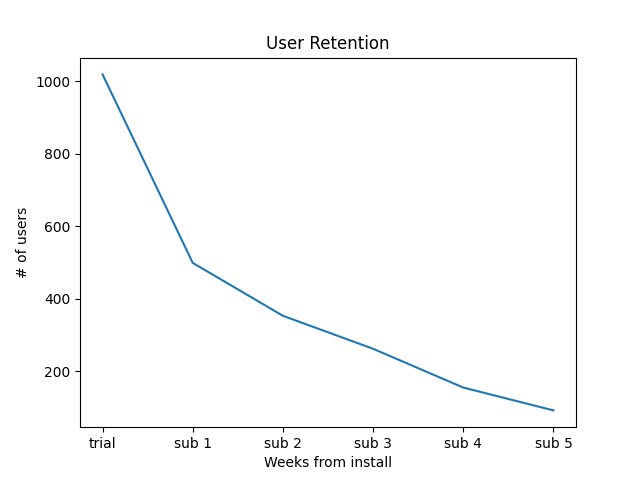 User Retention
1000
800
600
400
200
# of users
trial sub 1 sub 2 sub 3 sub 4 sub 5
Weeks from install